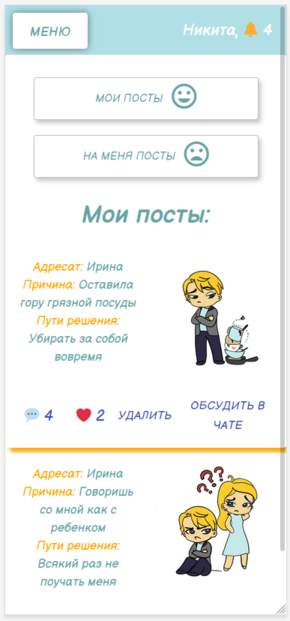 МЕНЮ
Никита, 4
МОИ ПОСТЫ
НА МЕНЯ ПОСТЫ
Мои посты:
Адресат: Ирина
Причина: Оставила
гору грязной посуды
Пути решения:
Убирать за собой
вовремя
4 2 УДАЛИТЬ ОБСУДИТЬ В
ЧАТЕ
Адресат: Ирина
Причина: Говоришь
со мной как с
ребенком
Пути решения:
Всякий раз не
поучать меня
???